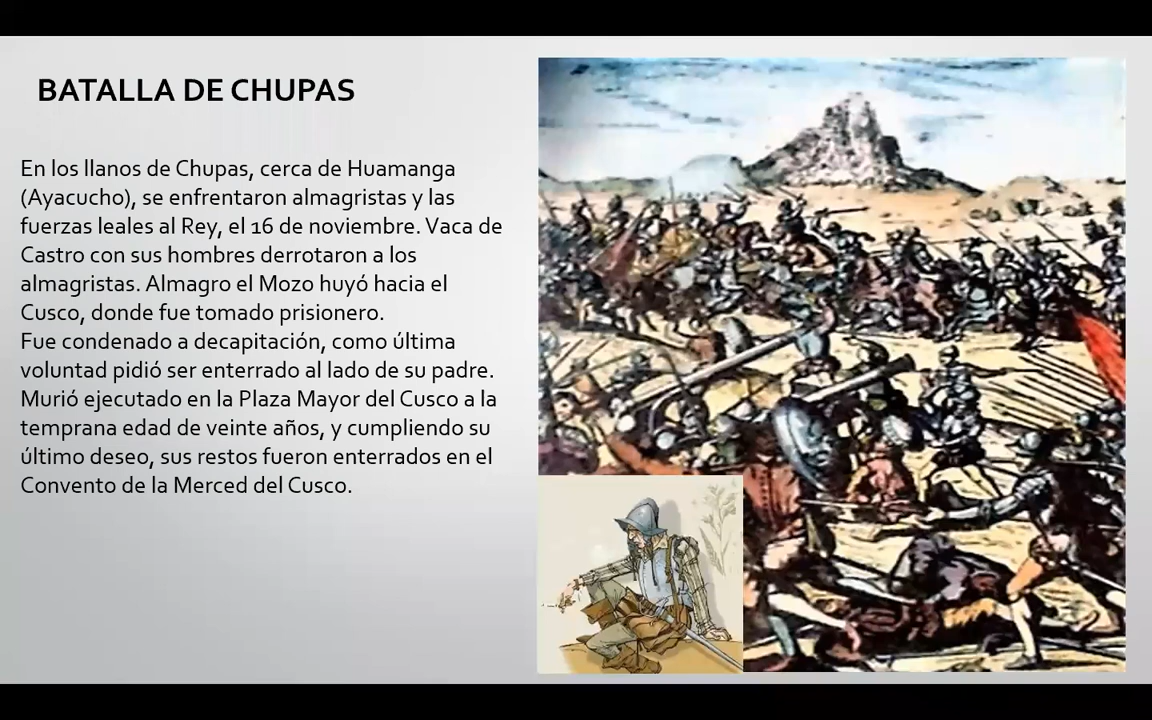 BATALLA DE CHUPAS
En los llanos de Chupas, cerca de Huamanga
(Ayacucho), se enfrentaron almagristas y las
fuerzas leales al Rey, el 16 de noviembre. Vaca de
Castro con sus hombres derrotaron a los
almagristas. Almagro el Mozo huyó hacia el
Cusco, donde fue tomado prisionero.
Fue condenado a decapitación, como última
voluntad pidió ser enterrado al lado de su padre.
Murió ejecutado en la Plaza Mayor del Cusco a la
temprana edad de veinte años, y cumpliendo su
último deseo, sus restos fueron enterrados en el
Convento de la Merced del Cusco.